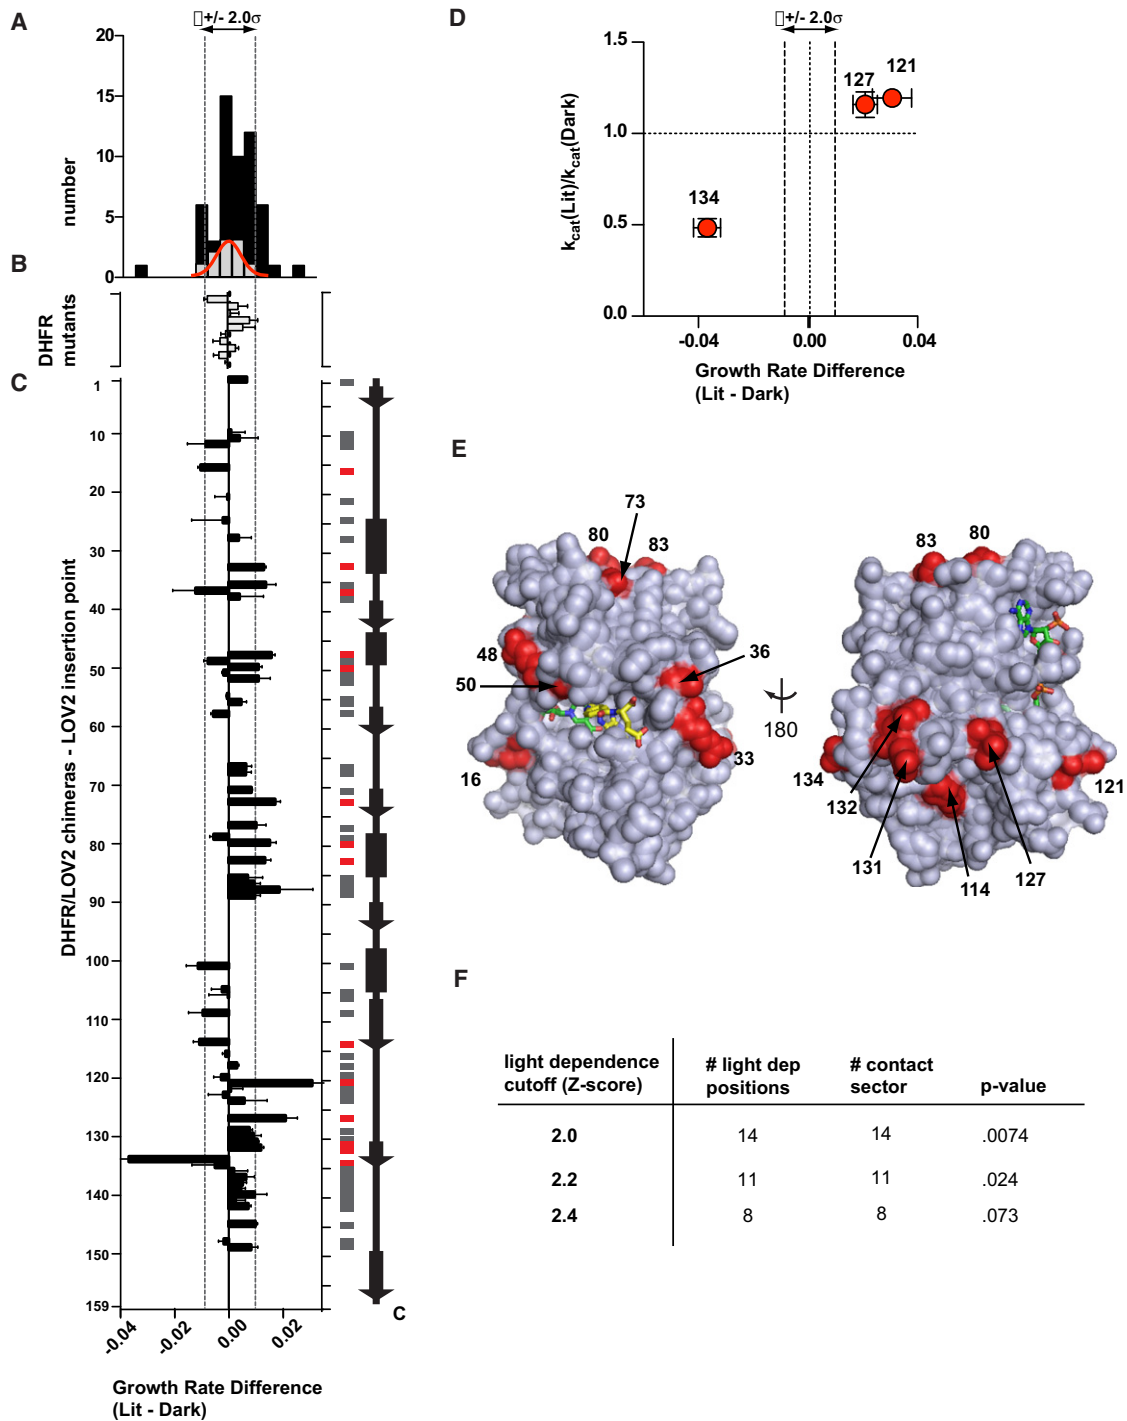 A
▯+/- 2.0σ
20
15
10
5
0
number
B
DHFR
mutants
C
1
10
20
30
40
50
60
70
80
90
100
110
120
130
140
150
159
DHFR/LOV2 chimeras - LOV2 insertion point
C
-0.04
-0.02
0.00
0.02
Growth Rate Difference
(Lit - Dark)
D
▯+/- 2.0σ
1.5
1.0
0.5
0.0
kcat(Lit)/kcat(Dark)
127
121
134
-0.04
0.00
0.04
Growth Rate Difference
(Lit - Dark)
E
73
80
83
48
36
50
16
33
180
83
80
134
132
131
114
127
121
F
light dependence
cutoff (Z-score)
# light dep
positions
# contact
sector
p-value
2.0 14 14 .0074
2.2 11 11 .024
2.4 8 8 .073